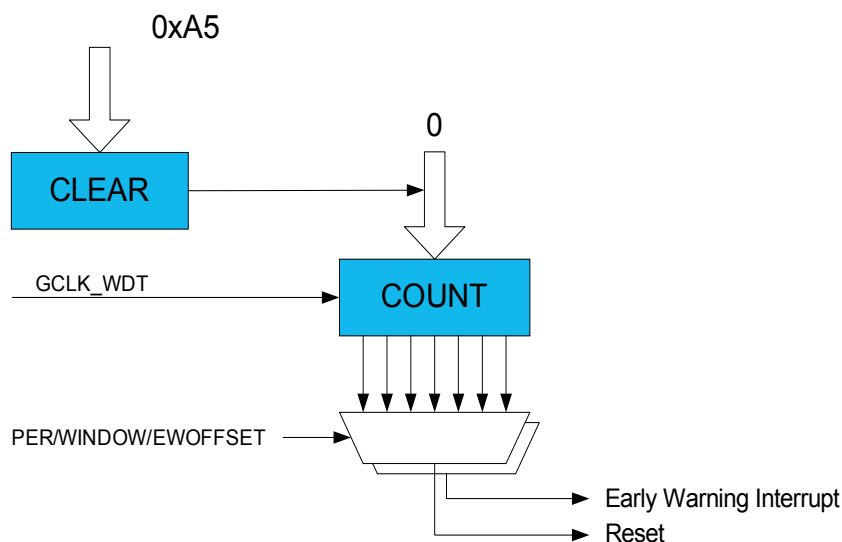 0xA5
0
CLEAR
GCLK_WDT
COUNT
PER/WINDOW/EWOFFSET
Early Warning Interrupt
Reset